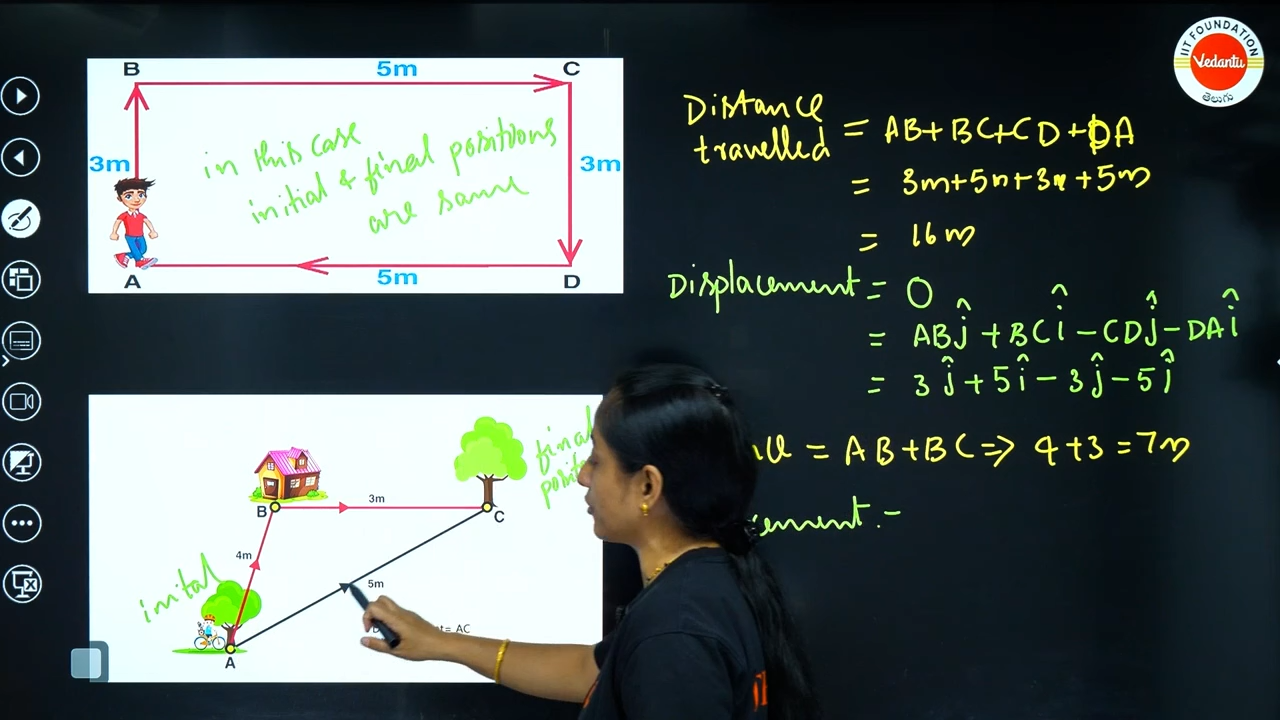 B
5m
C
3m
in this case
initial & final positions
are same
3m
A
5m
D
IIT FOUNDATION
Vedantu
తెలుగు
Distance
travelled = AB+BC+CD+DA
= 3m+5m+3m+5m
= 16m
Displacement = 0
= ABĵ + BCî - CDĵ - DAî
= 3ĵ + 5î - 3ĵ - 5î
= AB+BC ⇒ 4+3 = 7m
final
B
3m
C
4m
inital
5m
= AC
A